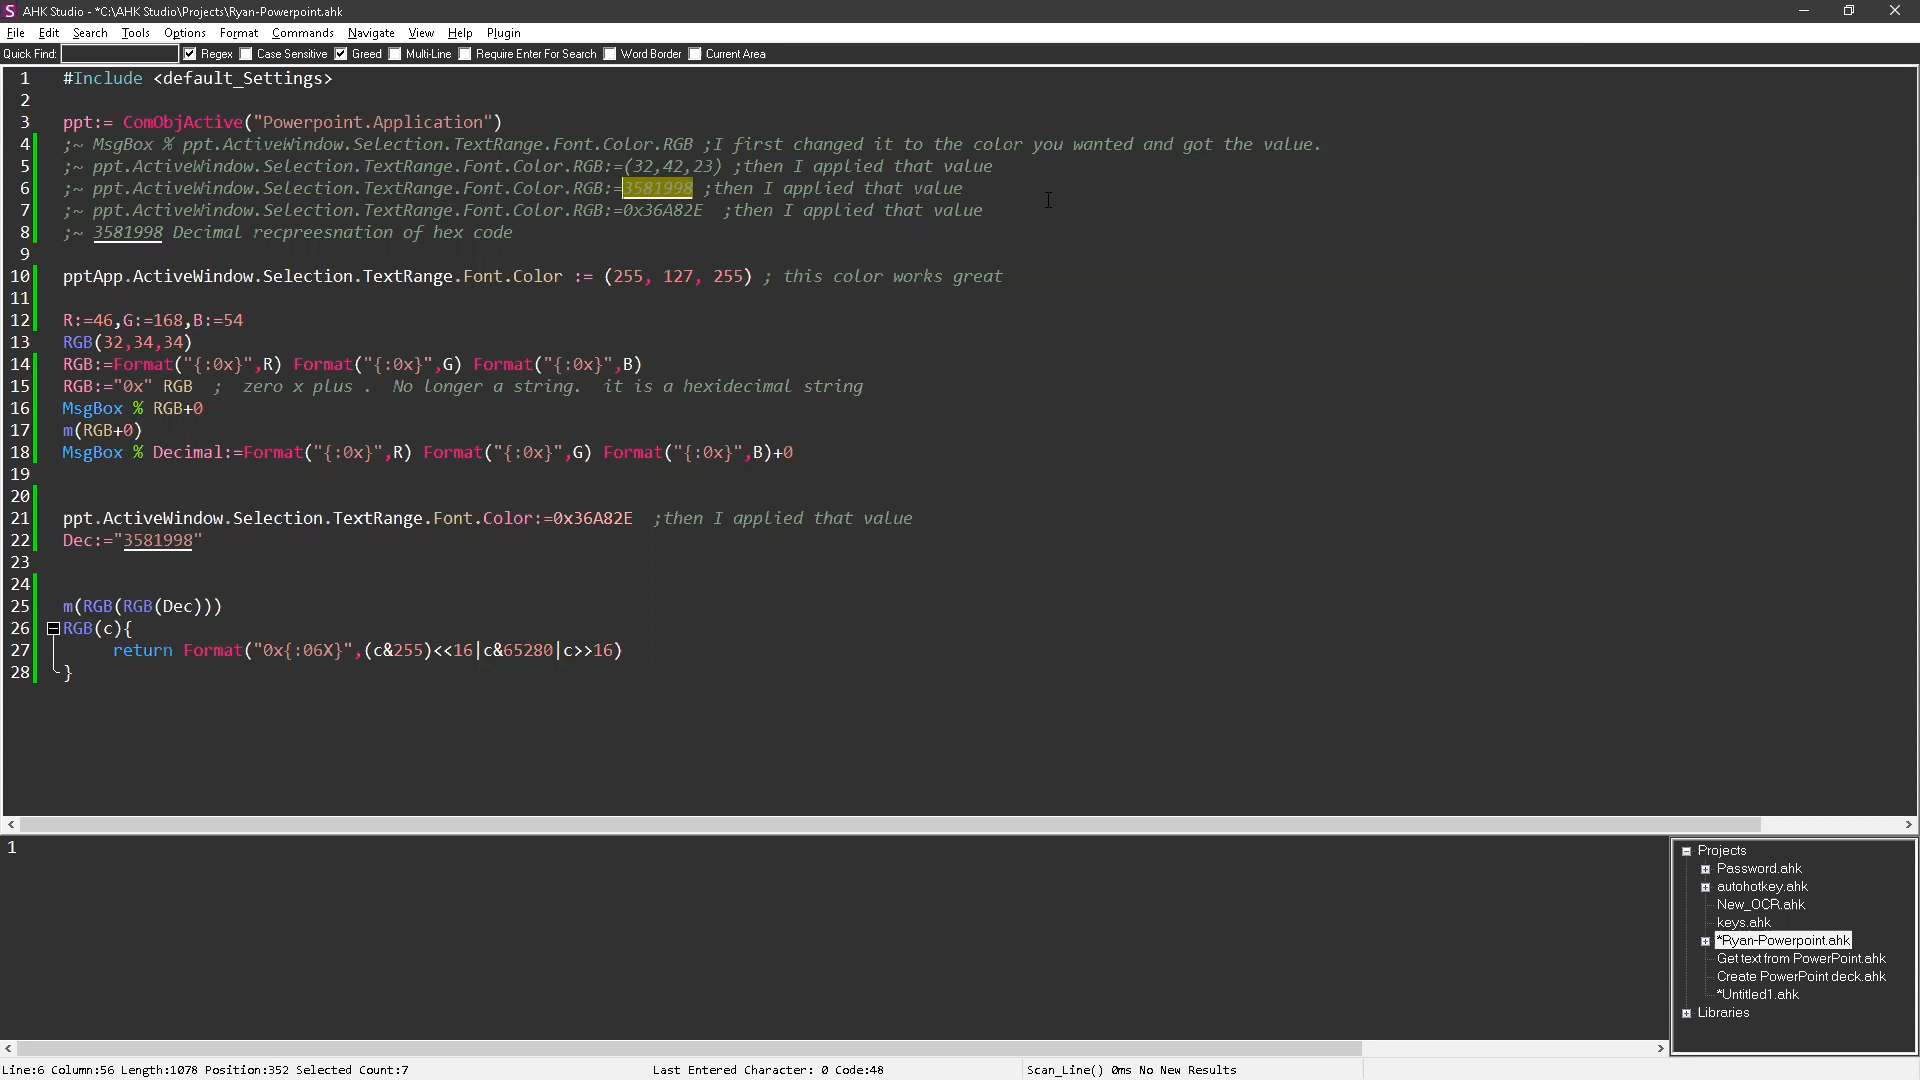 AHK Studio - *C:\AHK Studio\Projects\Ryan-Powerpoint.ahk
File Edit Search Tools Options Format Commands Navigate View Help Plugin
Quick Find: Regex Case Sensitive Greed Multi-Line Require Enter For Search Word Border Current Area
1 #Include <default_Settings>
2
3 ppt:= ComObjActive("Powerpoint.Application")
4 ;~ MsgBox % ppt.ActiveWindow.Selection.TextRange.Font.Color.RGB ;I first changed it to the color you wanted and got the value.
5 ;~ ppt.ActiveWindow.Selection.TextRange.Font.Color.RGB:=(32,42,23) ;then I applied that value
6 ;~ ppt.ActiveWindow.Selection.TextRange.Font.Color.RGB:=3581998 ;then I applied that value
7 ;~ ppt.ActiveWindow.Selection.TextRange.Font.Color.RGB:=0x36A82E  ;then I applied that value
8 ;~ 3581998 Decimal recpreesnation of hex code
9
10 pptApp.ActiveWindow.Selection.TextRange.Font.Color := (255, 127, 255) ; this color works great
11
12 R:=46,G:=168,B:=54
13 RGB(32,34,34)
14 RGB:=Format("{:0x}",R) Format("{:0x}",G) Format("{:0x}",B)
15 RGB:="0x" RGB  ;  zero x plus .  No longer a string.  it is a hexidecimal string
16 MsgBox % RGB+0
17 m(RGB+0)
18 MsgBox % Decimal:=Format("{:0x}",R) Format("{:0x}",G) Format("{:0x}",B)+0
19
20
21 ppt.ActiveWindow.Selection.TextRange.Font.Color:=0x36A82E  ;then I applied that value
22 Dec:="3581998"
23
24
25 m(RGB(RGB(Dec)))
26 RGB(c){
27 return Format("0x{:06X}",(c&255)<<16|c&65280|c>>16)
28 }
1
Projects
Password.ahk
autohotkey.ahk
New_OCR.ahk
keys.ahk
*Ryan-Powerpoint.ahk
Get text from PowerPoint.ahk
Create PowerPoint deck.ahk
*Untitled1.ahk
Libraries
Line:6 Column:56 Length:1078 Position:352 Selected Count:7 Last Entered Character: 0 Code:48 Scan_Line() 0ms No New Results